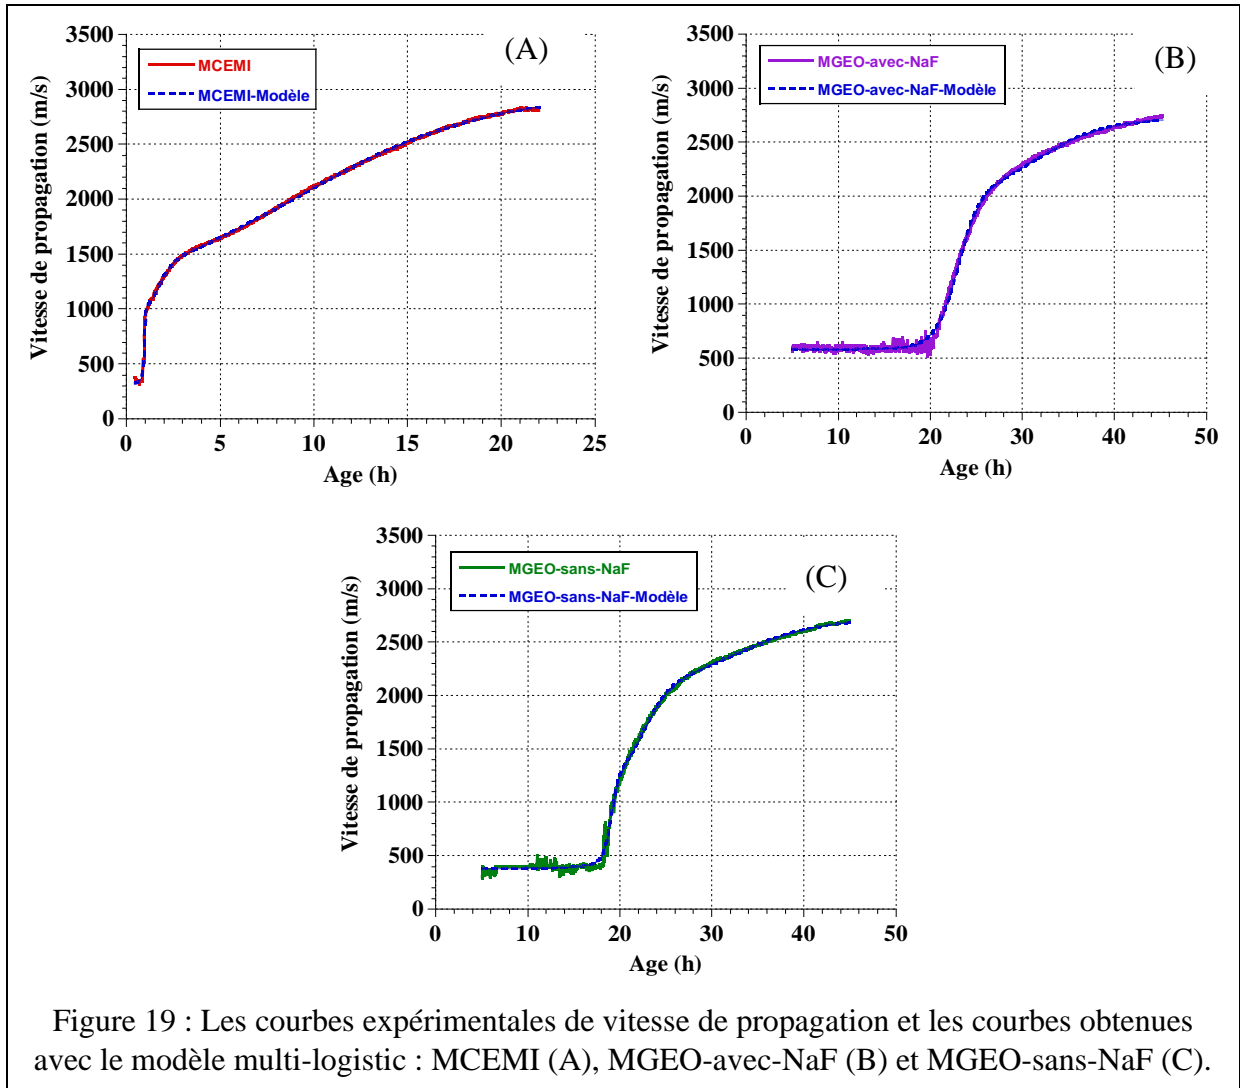 (A)
MCEMI
MCEMI-Modèle
Vitesse de propagation (m/s)
3500
3000
2500
2000
1500
1000
500
0
0 5 10 15 20 25
Age (h)
(B)
MGEO-avec-NaF
MGEO-avec-NaF-Modèle
Vitesse de propagation (m/s)
3500
3000
2500
2000
1500
1000
500
0
0 10 20 30 40 50
Age (h)
(C)
MGEO-sans-NaF
MGEO-sans-NaF-Modèle
Vitesse de propagation (m/s)
3500
3000
2500
2000
1500
1000
500
0
0 10 20 30 40 50
Age (h)
Figure 19 : Les courbes expérimentales de vitesse de propagation et les courbes obtenues
avec le modèle multi-logistic : MCEMI (A), MGEO-avec-NaF (B) et MGEO-sans-NaF (C).